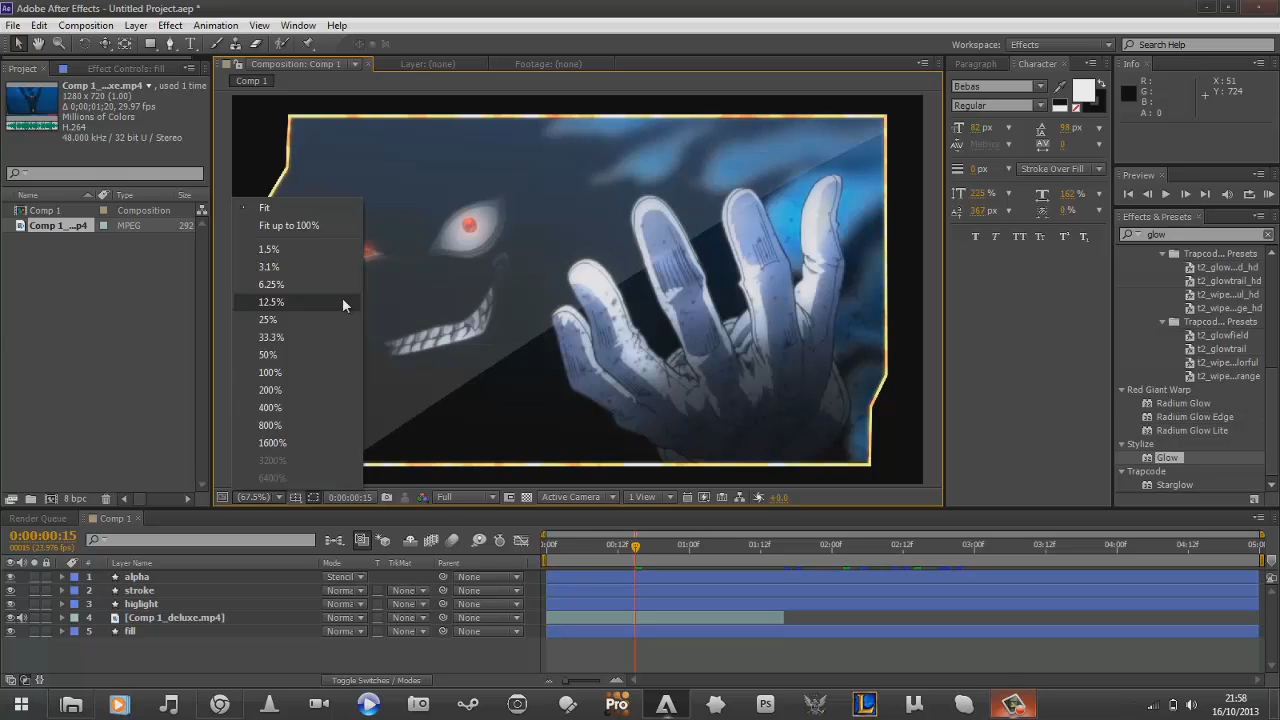 Adobe After Effects - Untitled Project.aep *
File Edit Composition Layer Effect Animation View Window Help
Workspace: Effects
Search Help
Project Effect Controls: fill
Comp 1_...xe.mp4 , used 1 time
1280 x 720 (1.00)
Δ 0;00;01;20, 29.97 fps
Millions of Colors
H.264
48.000 kHz / 32 bit U / Stereo
Name Type
Comp 1 Composition
Comp 1_...p4 MPEG 292
8 bpc
Composition: Comp 1 Layer: (none) Footage: (none)
Comp 1
Fit
Fit up to 100%
1.5%
3.1%
6.25%
12.5%
25%
33.3%
50%
100%
200%
400%
800%
1600%
3200%
6400%
(67.5%) 0:00:00:15 Full Active Camera 1 View +0.0
Paragraph Character
Bebas
Regular
82 px 98 px
Metrics 0
0 px Stroke Over Fill
225 % 162 %
367 px 0 %
T T TT Tr T¹ T₁
Info
R : X : 51
G : Y : 724
B :
A : 0
Preview
Effects & Presets
glow
Trapcod... Presets
t2_glow...d_hd
t2_glowtrail_hd
t2_wipe...ul_hd
t2_wipe...ge_hd
Trapcod... Presets
t2_glowfield
t2_glowtrail
t2_wipe...lorful
t2_wipe...range
Red Giant Warp
Radium Glow
Radium Glow Edge
Radium Glow Lite
Stylize
Glow
Trapcode
Starglow
Render Queue Comp 1
0:00:00:15
00015 (23.976 fps)
# Layer Name Mode T TrkMat Parent
1 alpha Stencil None
2 stroke Norma None None
3 higlight Norma None None
4 [Comp 1_deluxe.mp4] Norma None None
5 fill Norma None None
:00f 00:12f 01:00f 01:12f 02:00f 02:12f 03:00f 03:12f 04:00f 04:12f 05:0
Toggle Switches / Modes
Pro
PS
21:58
16/10/2013